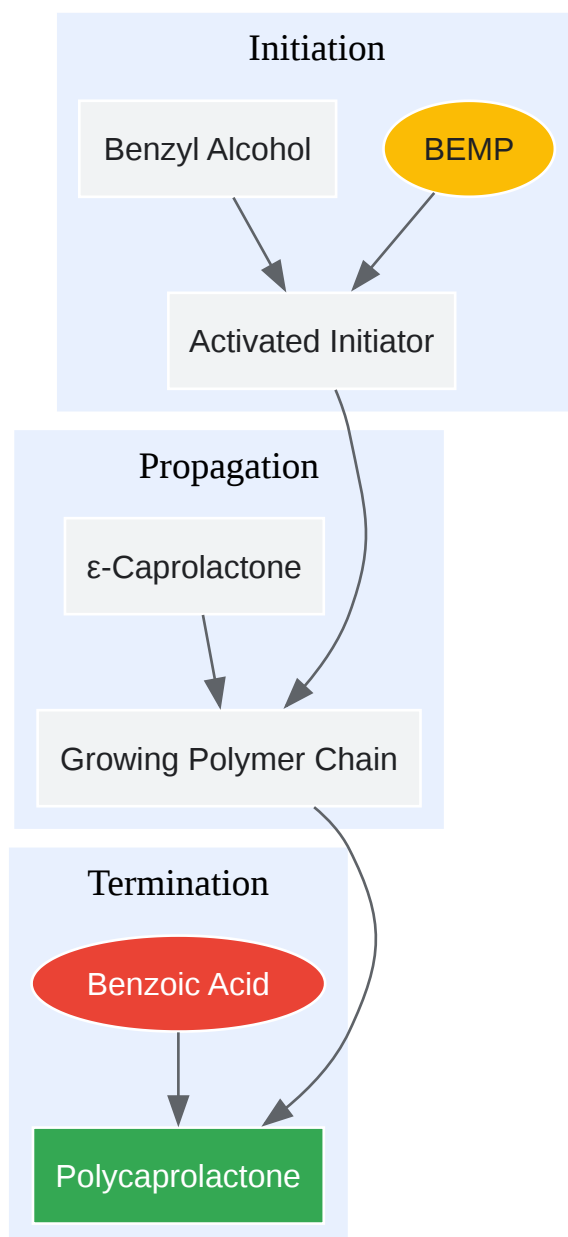 Initiation
Benzyl Alcohol
BEMP
Activated Initiator
Propagation
ε-Caprolactone
Growing Polymer Chain
Termination
Benzoic Acid
Polycaprolactone